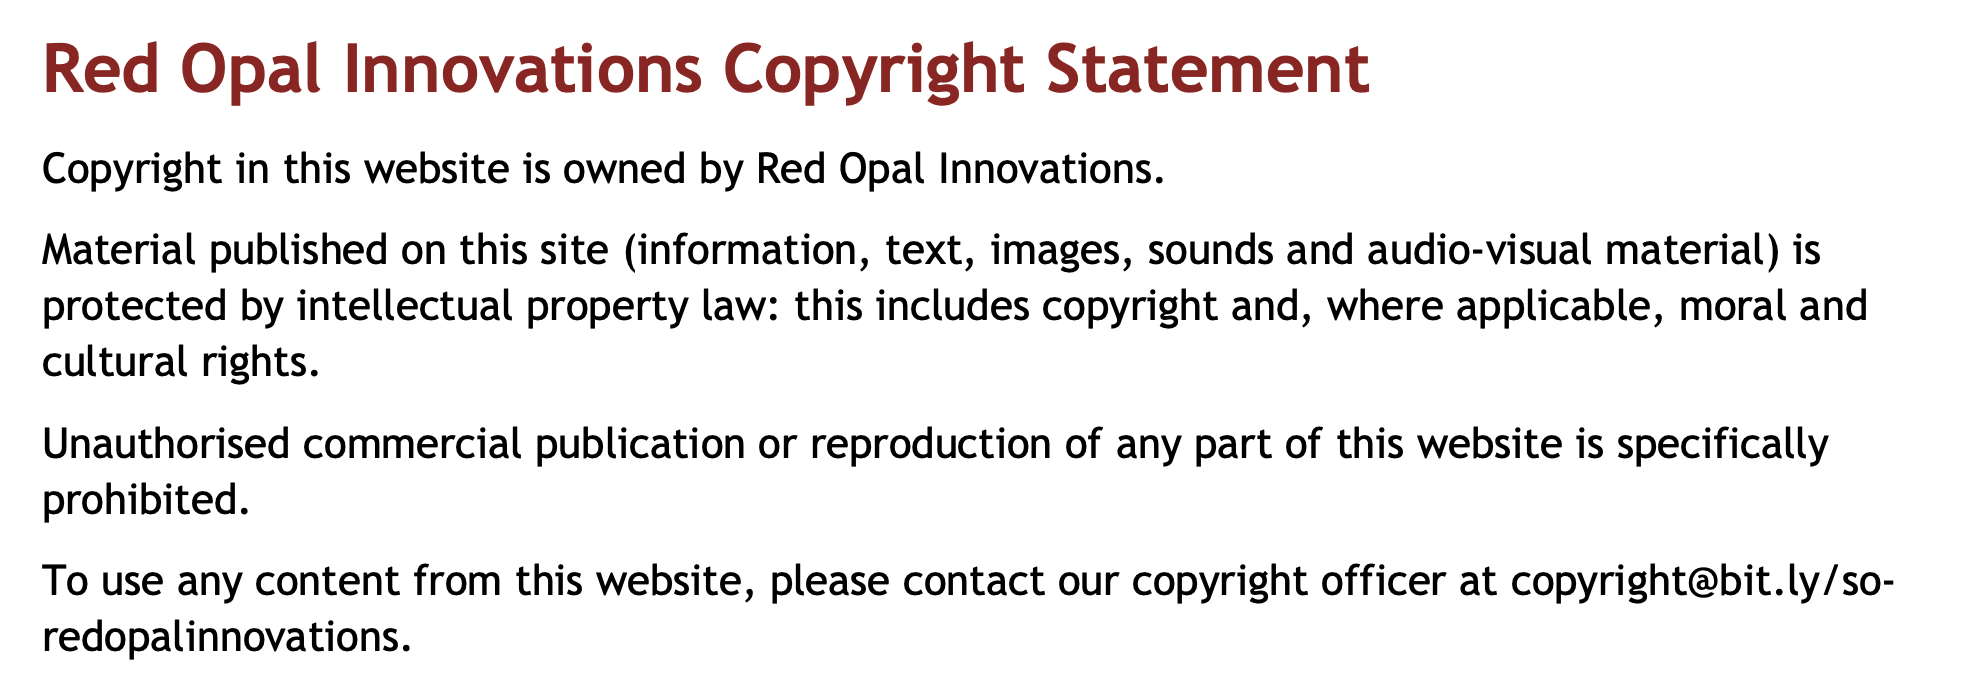 Red Opal Innovations Copyright Statement
Copyright in this website is owned by Red Opal Innovations.
Material published on this site (information, text, images, sounds and audio-visual material) is
protected by intellectual property law: this includes copyright and, where applicable, moral and
cultural rights.
Unauthorised commercial publication or reproduction of any part of this website is specifically
prohibited.
To use any content from this website, please contact our copyright officer at copyright@bit.ly/so-
redopalinnovations.